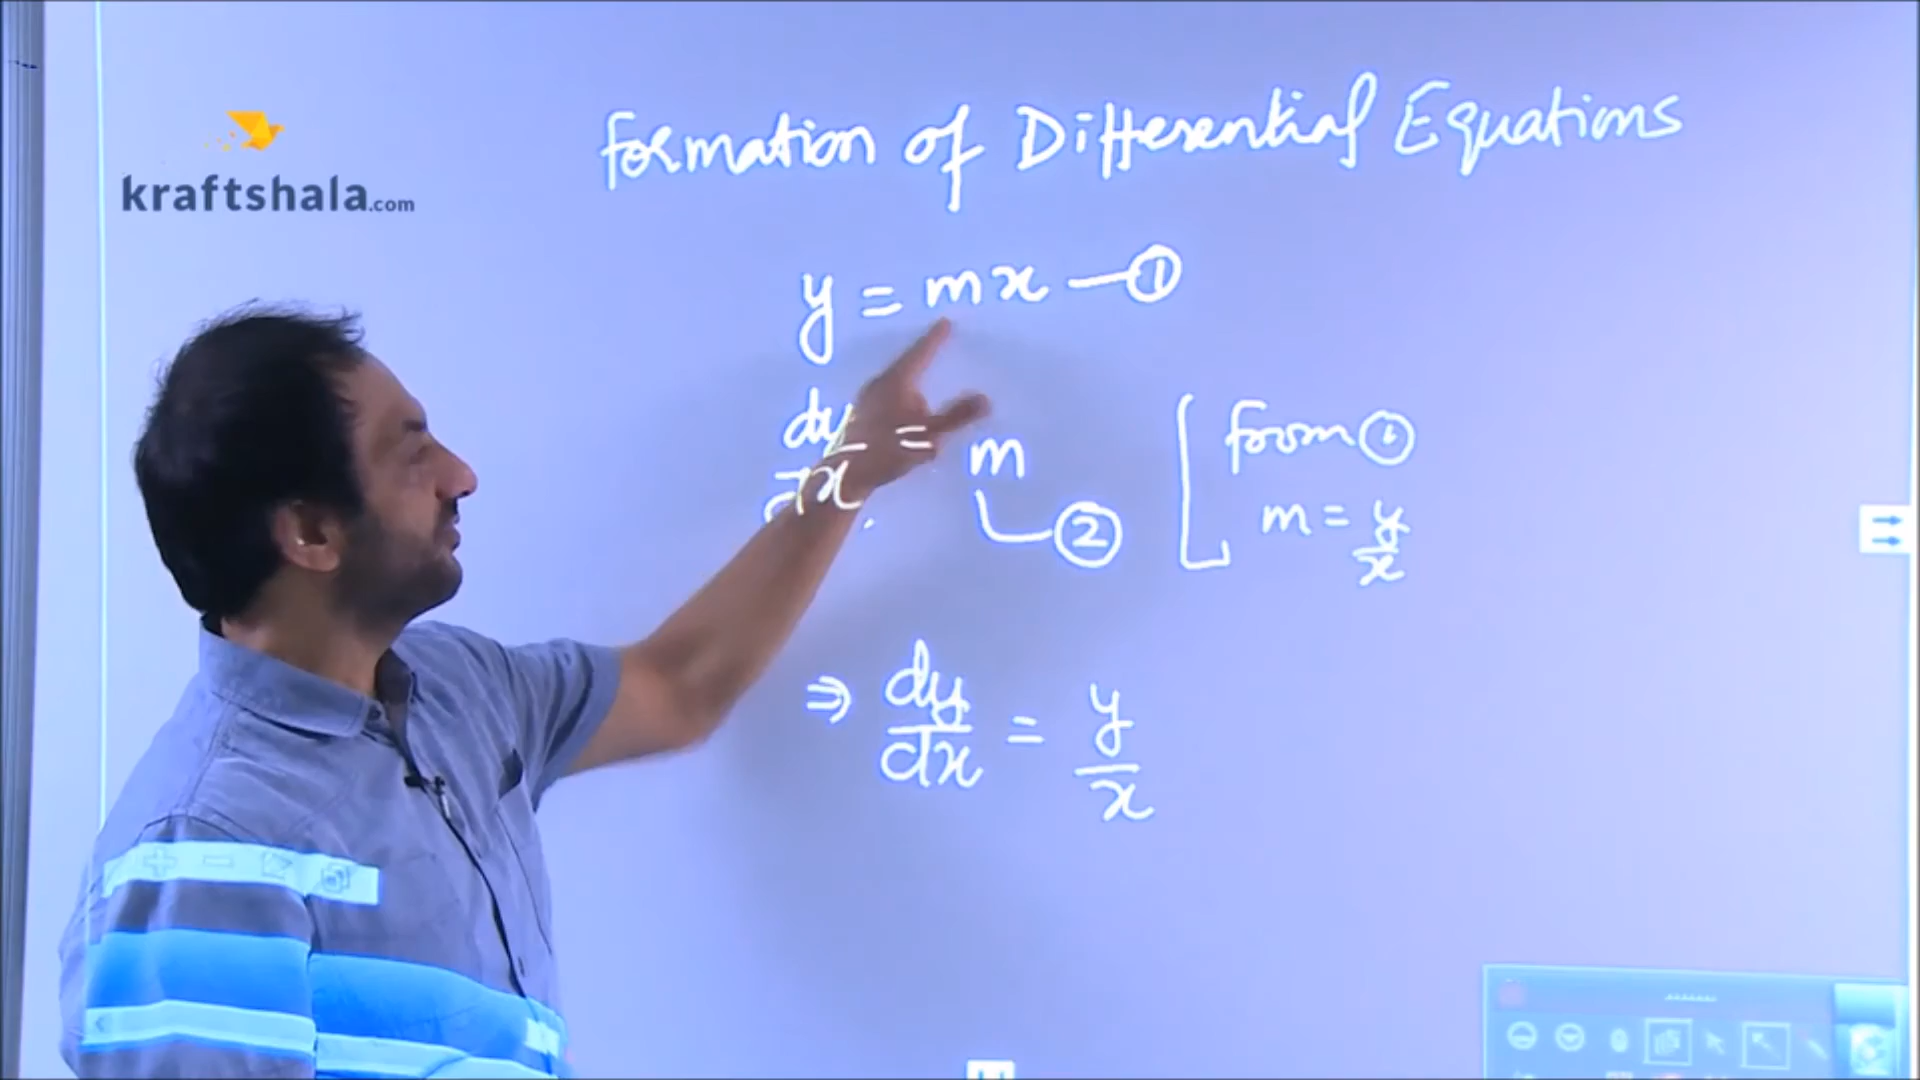 kraftshala.com
Formation of Differential Equations
y = mx — ①
dy/dx = m
②
from ①
m = y/x
⇒ dy/dx = y/x